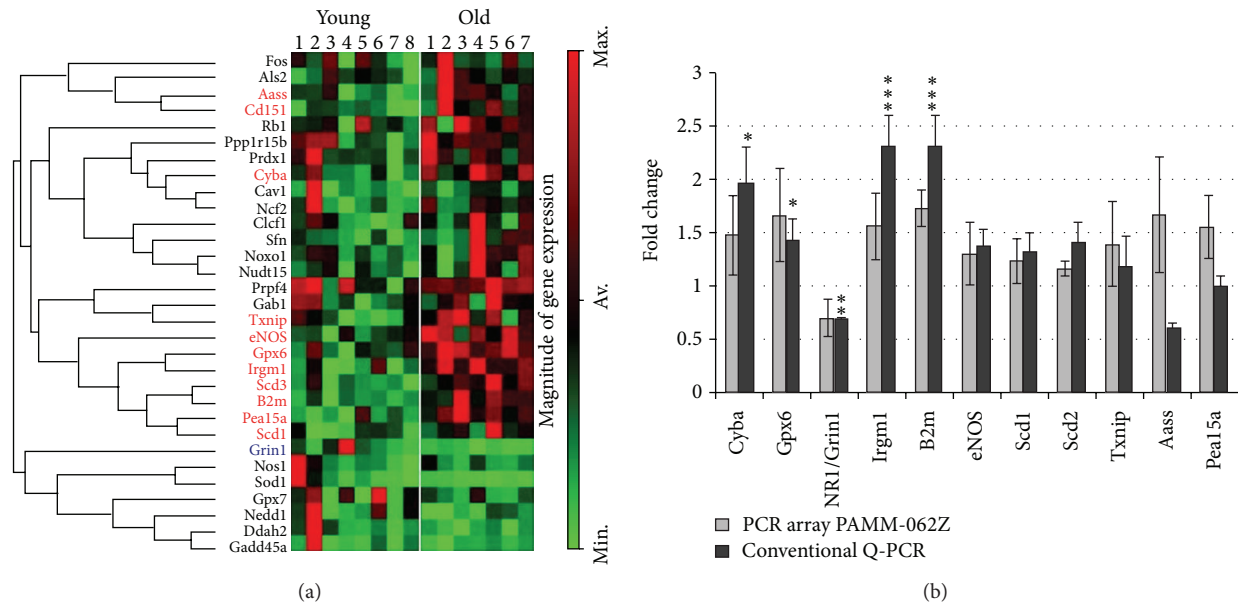 Young Old
1 2 3 4 5 6 7 8 1 2 3 4 5 6 7
Fos
Als2
Aass
Cd151
Rb1
Ppp1r15b
Prdx1
Cyba
Cav1
Ncf2
Clcf1
Sfn
Noxo1
Nudt15
Prpf4
Gab1
Txnip
eNOS
Gpx6
Irgm1
Scd3
B2m
Pea15a
Scd1
Grin1
Nos1
Sod1
Gpx7
Nedd1
Ddah2
Gadd45a
Magnitude of gene expression
Max.
Av.
Min.
(a)
Fold change
3
2.5
2
1.5
1
0.5
0
*
*
**
***
***
Cyba
Gpx6
NR1/Grin1
Irgm1
B2m
eNOS
Scd1
Scd2
Txnip
Aass
Pea15a
PCR array PAMM-062Z
Conventional Q-PCR
(b)